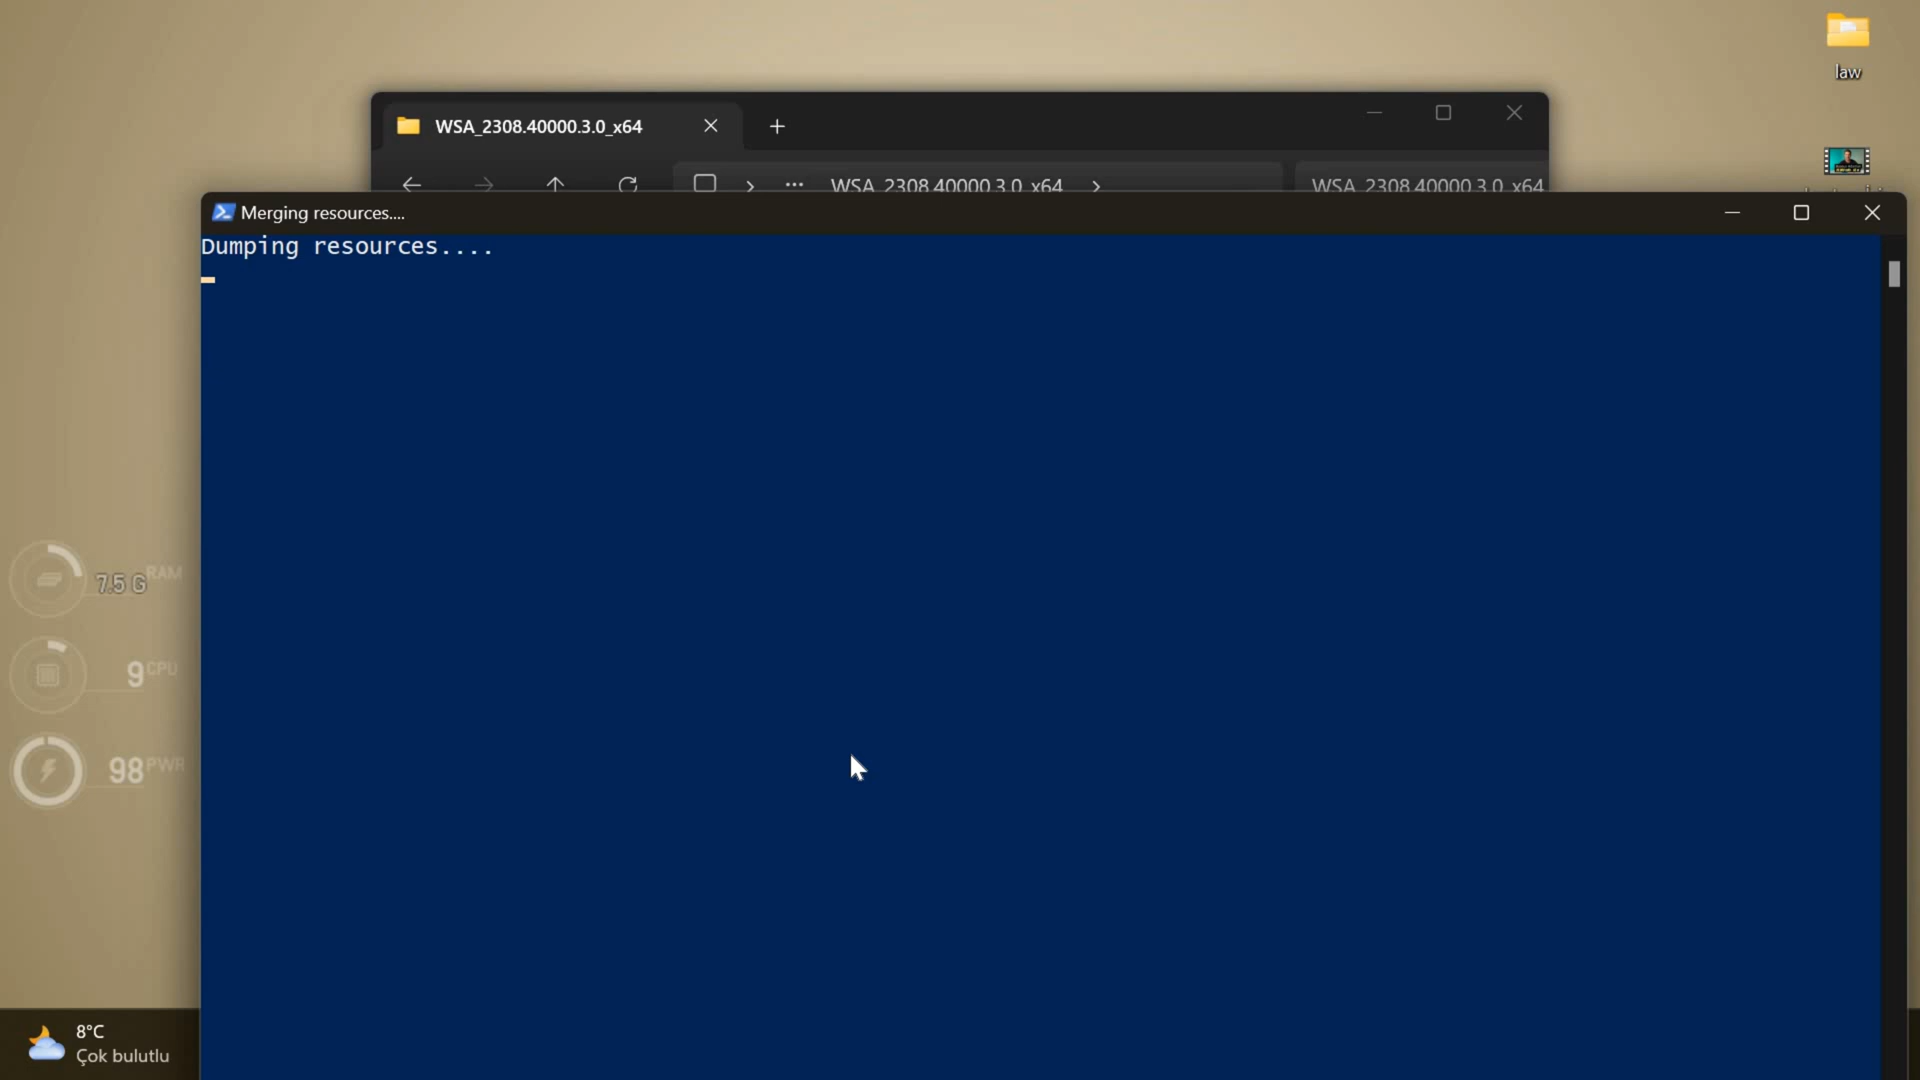 law
WSA_2308.40000.3.0_x64
WSA_2308.40000.3.0_x64
WSA_2308.40000.3.0_x64
Merging resources....
Dumping resources....
7.5 G RAM
9 CPU
98 PWR
8°C
Çok bulutlu